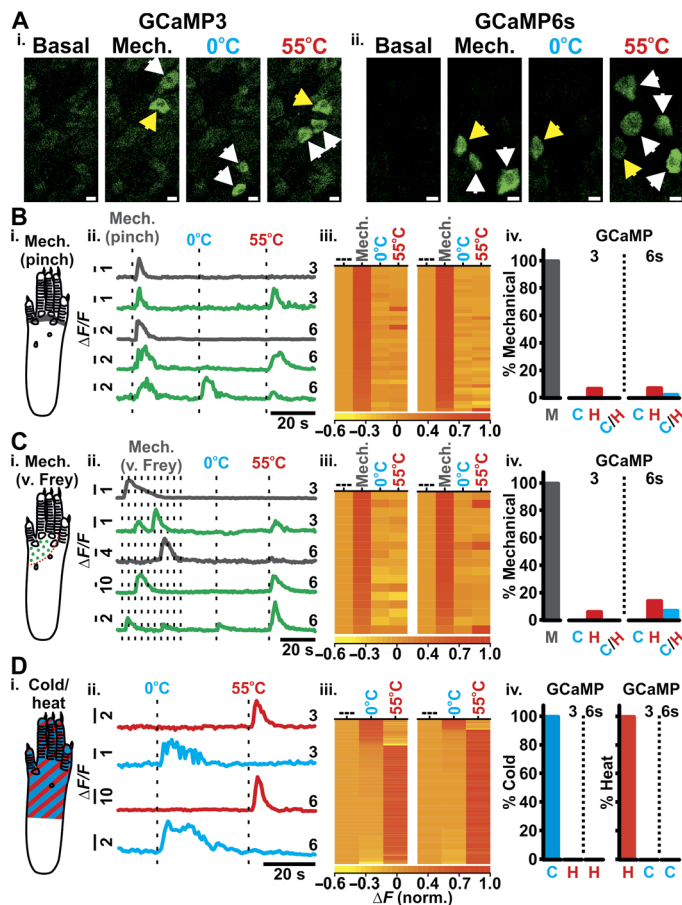 A
GCaMP3 GCaMP6s
i. Basal Mech. 0°C 55°C ii. Basal Mech. 0°C 55°C
B
i. Mech. (pinch)
ii. Mech. (pinch) 0°C 55°C
ΔF/F
1 3
1 3
2 6
2 6
2 6
20 s
iii. --- Mech. 0°C 55°C --- Mech. 0°C 55°C
−0.6 −0.3 0 0.7 1.0
iv. GCaMP
3 6s
% Mechanical
100
80
60
40
20
0
M C H C/H C H C/H
C
i. Mech. (v. Frey)
ii. Mech. (v. Frey) 0°C 55°C
ΔF/F
1 3
1 3
4 6
10 6
2 6
20 s
iii. --- Mech. 0°C 55°C --- Mech. 0°C 55°C
−0.6 −0.3 0 0.7 1.0
iv. GCaMP
3 6s
% Mechanical
100
80
60
40
20
0
M C H C/H C H C/H
D
i. Cold/ heat
ii. 0°C 55°C
ΔF/F
2 3
1 3
10 6
2 6
20 s
iii. --- 0°C 55°C --- 0°C 55°C
−0.6 −0.3 0 0.7 1.0
ΔF (norm.)
iv. GCaMP GCaMP
3 6s 3 6s
% Cold
100
80
60
40
20
0
C H H
% Heat
H C C